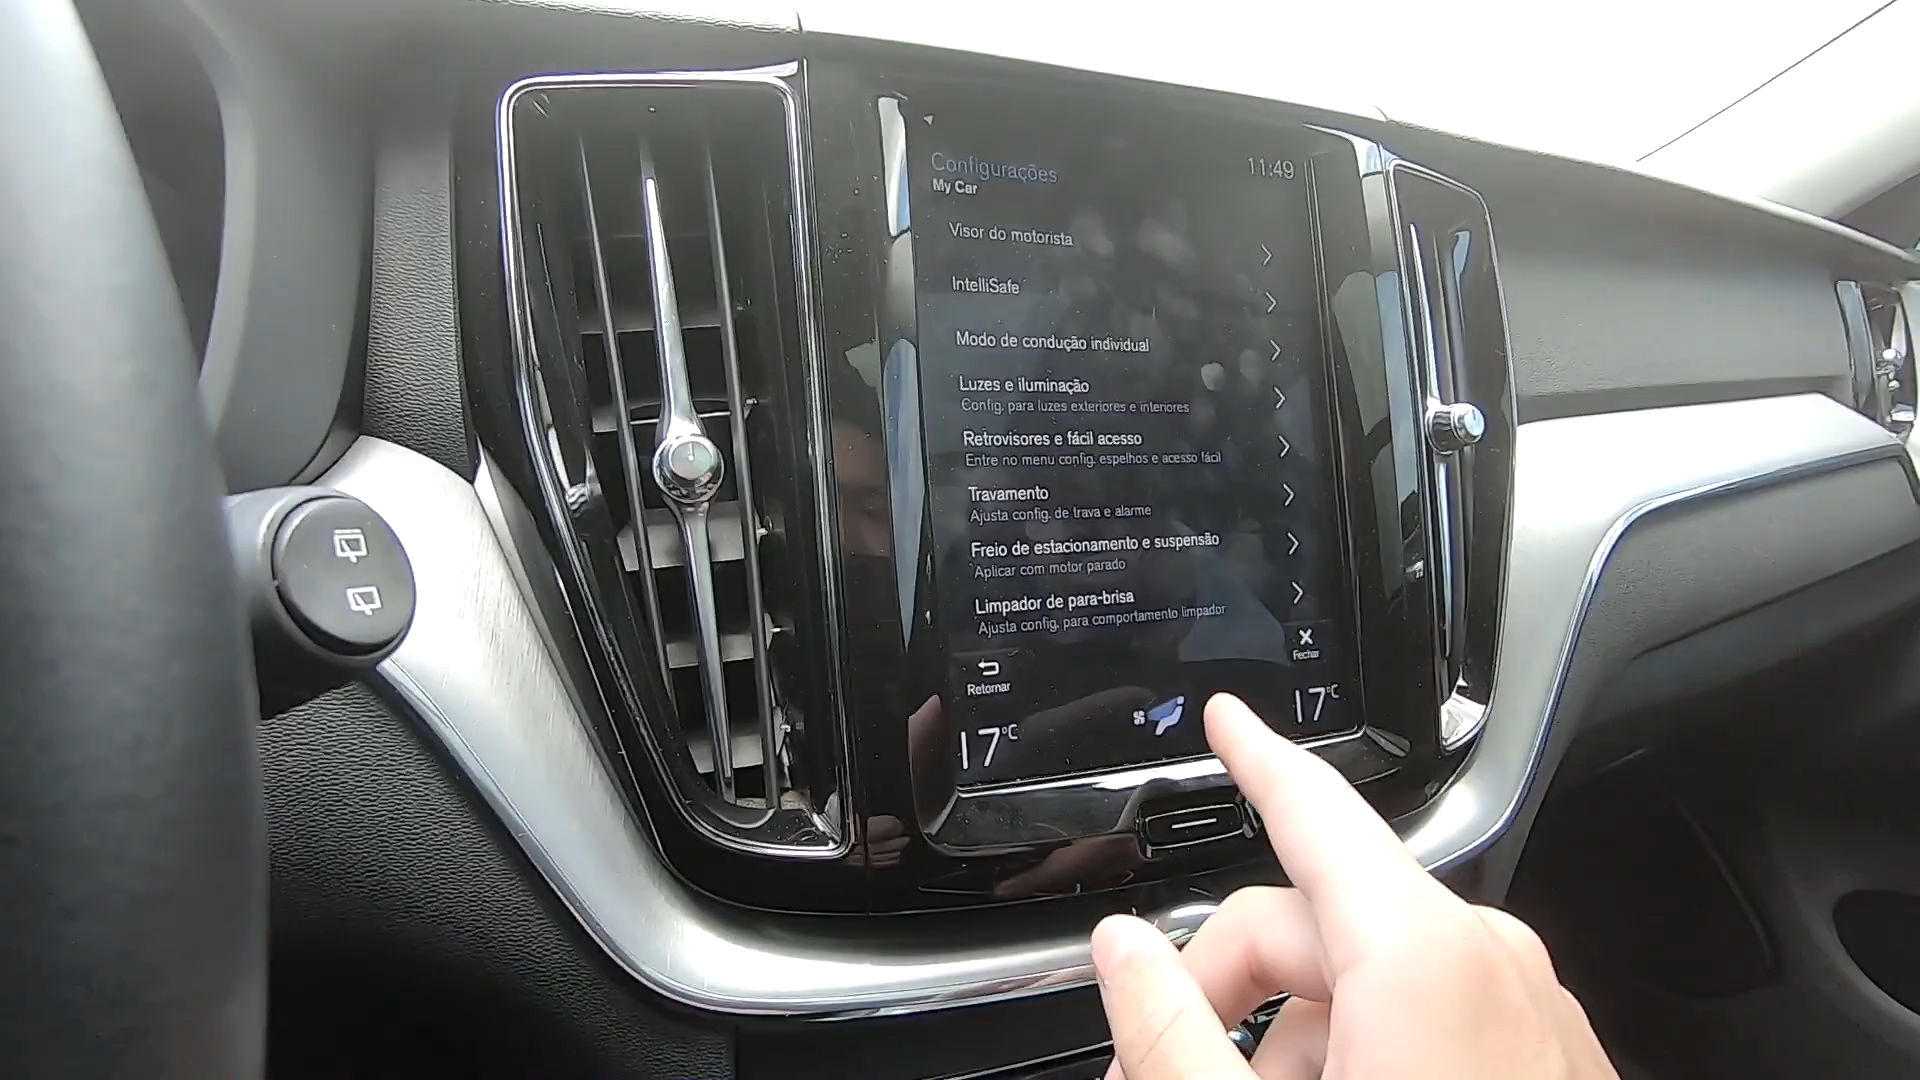 Configurações
11:49
My Car
Visor do motorista
IntelliSafe
Modo de condução individual
Luzes e iluminação
Config. para luzes exteriores e interiores
Retrovisores e fácil acesso
Entre no menu config. espelhos e acesso fácil
Travamento
Ajusta config. de trava e alarme
Freio de estacionamento e suspensão
Aplicar com motor parado
Limpador de para-brisa
Ajusta config. para comportamento limpador
Retornar
Fechar
17°C
17°C